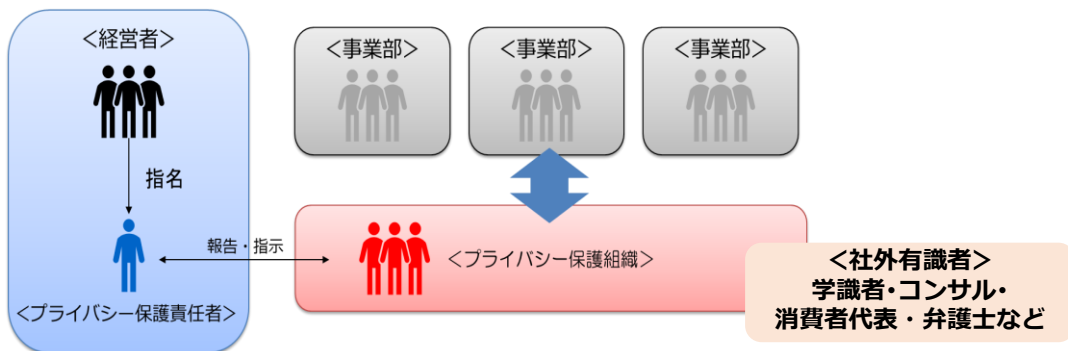 ＜経営者＞
指名
＜プライバシー保護責任者＞
報告・指示
＜事業部＞
＜事業部＞
＜事業部＞
＜プライバシー保護組織＞
＜社外有識者＞
学識者・コンサル・
消費者代表・弁護士など